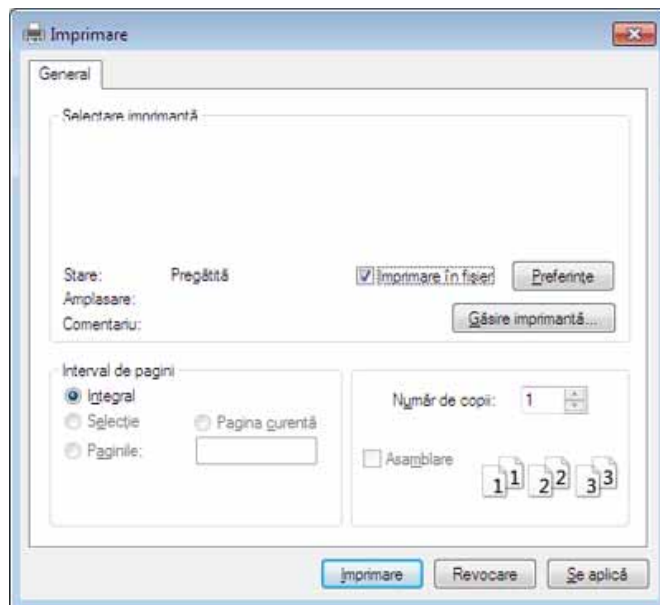 Imprimare
General
Selectare imprimantă
Stare: Pregătită
Imprimare în fișier
Preferințe
Amplasare:
Comentariu:
Găsire imprimantă...
Interval de pagini
Integral
Selecție
Pagina curentă
Paginile:
Număr de copii: 1
Asamblare
1 1 2 2 3 3
Imprimare Revocare Se aplică